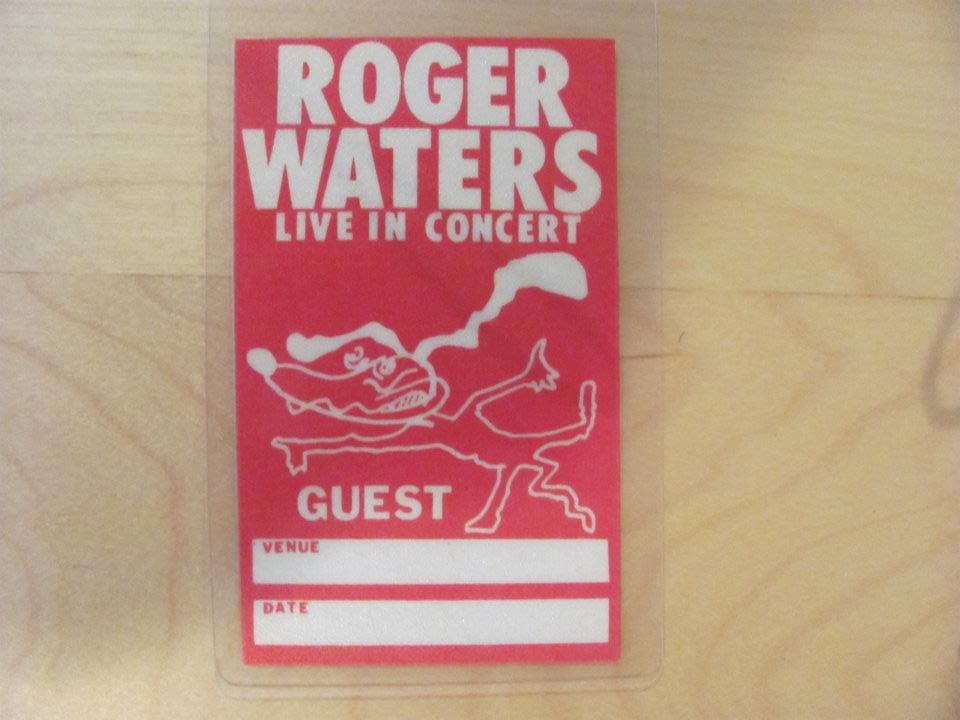 ROGER
WATERS
LIVE IN CONCERT
GUEST
VENUE
DATE